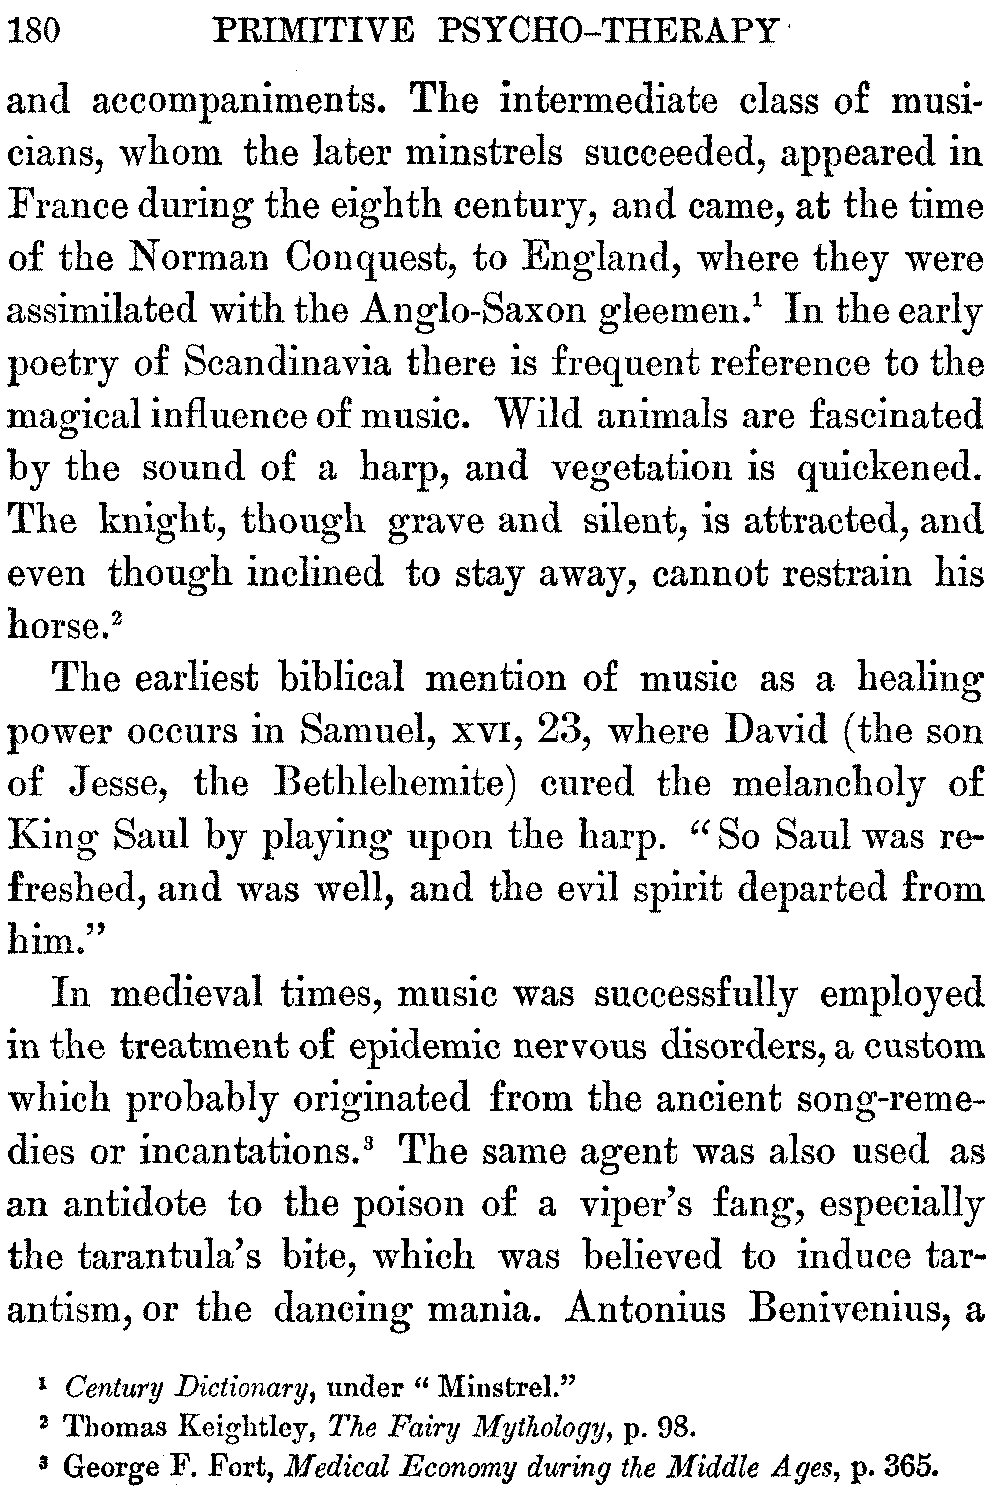 180 PRIMITIVE PSYCHO-THERAPY
and accompaniments. The intermediate class of musi-
cians, whom the later minstrels succeeded, appeared in
France during the eighth century, and came, at the time
of the Norman Conquest, to England, where they were
assimilated with the Anglo-Saxon gleemen.¹ In the early
poetry of Scandinavia there is frequent reference to the
magical influence of music. Wild animals are fascinated
by the sound of a harp, and vegetation is quickened.
The knight, though grave and silent, is attracted, and
even though inclined to stay away, cannot restrain his
horse.²
The earliest biblical mention of music as a healing
power occurs in Samuel, XVI, 23, where David (the son
of Jesse, the Bethlehemite) cured the melancholy of
King Saul by playing upon the harp. “So Saul was re-
freshed, and was well, and the evil spirit departed from
him.”
In medieval times, music was successfully employed
in the treatment of epidemic nervous disorders, a custom
which probably originated from the ancient song-reme-
dies or incantations.³ The same agent was also used as
an antidote to the poison of a viper’s fang, especially
the tarantula’s bite, which was believed to induce tar-
antism, or the dancing mania. Antonius Benivenius, a
¹ Century Dictionary, under “Minstrel.”
² Thomas Keightley, The Fairy Mythology, p. 98.
³ George F. Fort, Medical Economy during the Middle Ages, p. 365.